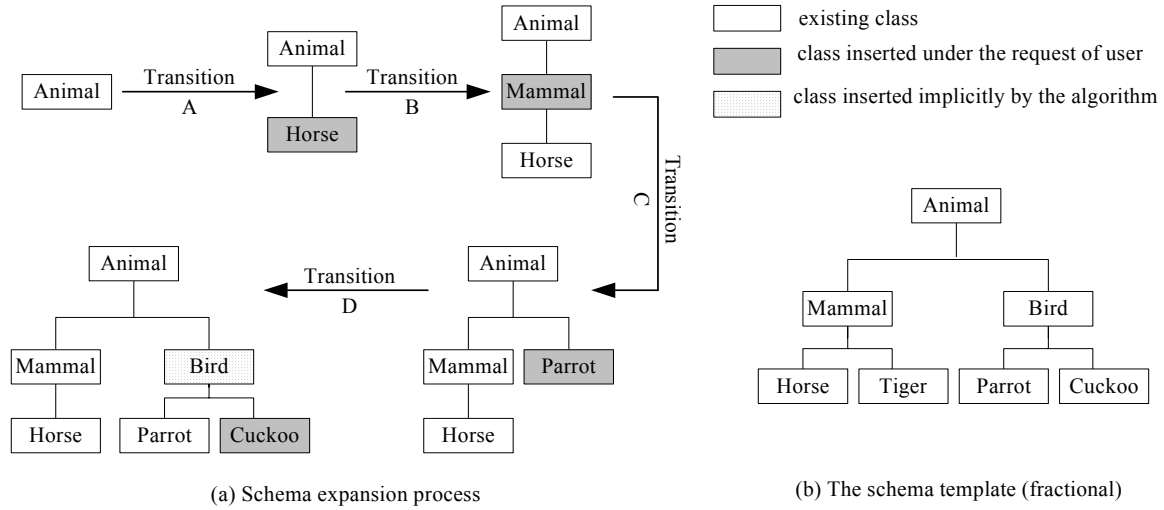 Animal
Transition
A
Animal
Horse
Transition
B
Animal
Mammal
Horse
Transition
C
Animal
Mammal
Parrot
Horse
Transition
D
Animal
Mammal
Bird
Horse
Parrot
Cuckoo
(a) Schema expansion process
existing class
class inserted under the request of user
class inserted implicitly by the algorithm
Animal
Mammal
Bird
Horse
Tiger
Parrot
Cuckoo
(b) The schema template (fractional)